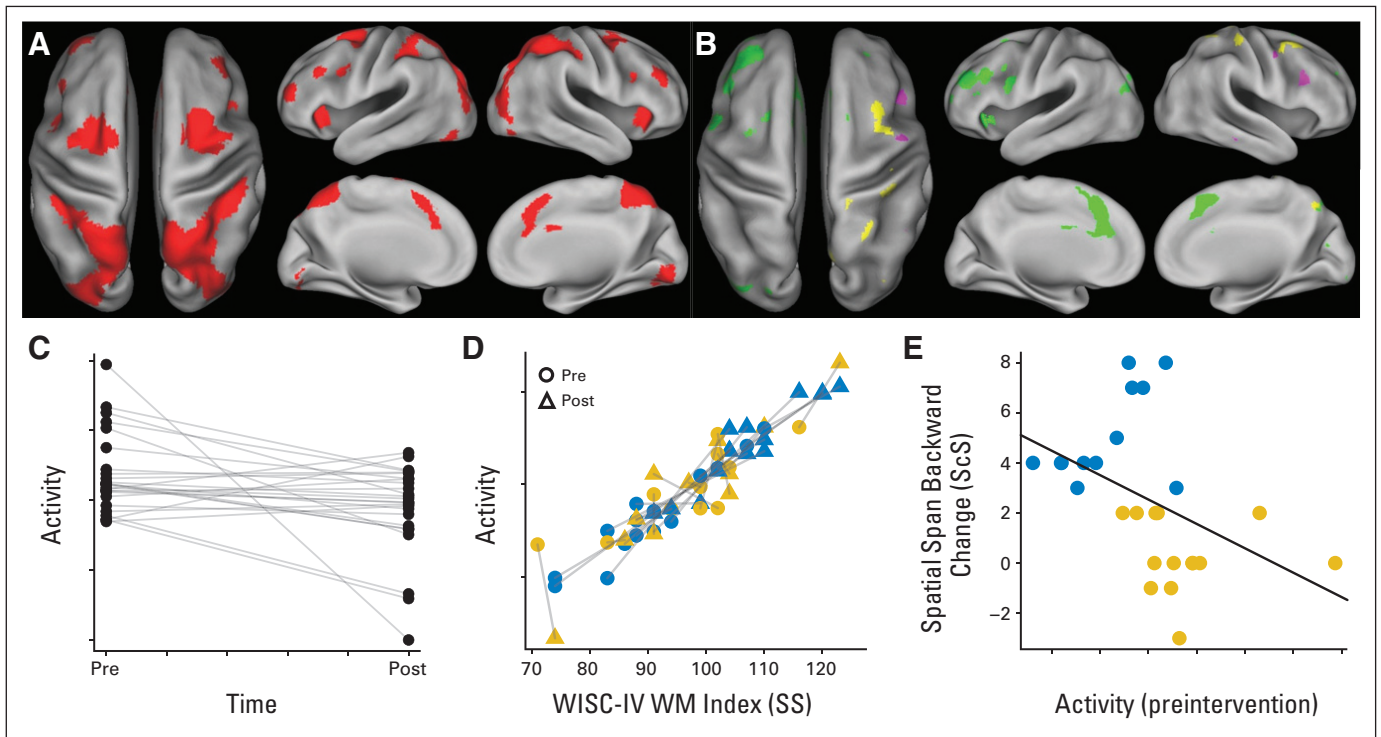 A
B
C
Activity
Pre
Post
Time
D
Activity
Pre
Post
70
80
90
100
110
120
WISC-IV WM Index (SS)
E
Spatial Span Backward
Change (ScS)
8
6
4
2
0
−2
Activity (preintervention)